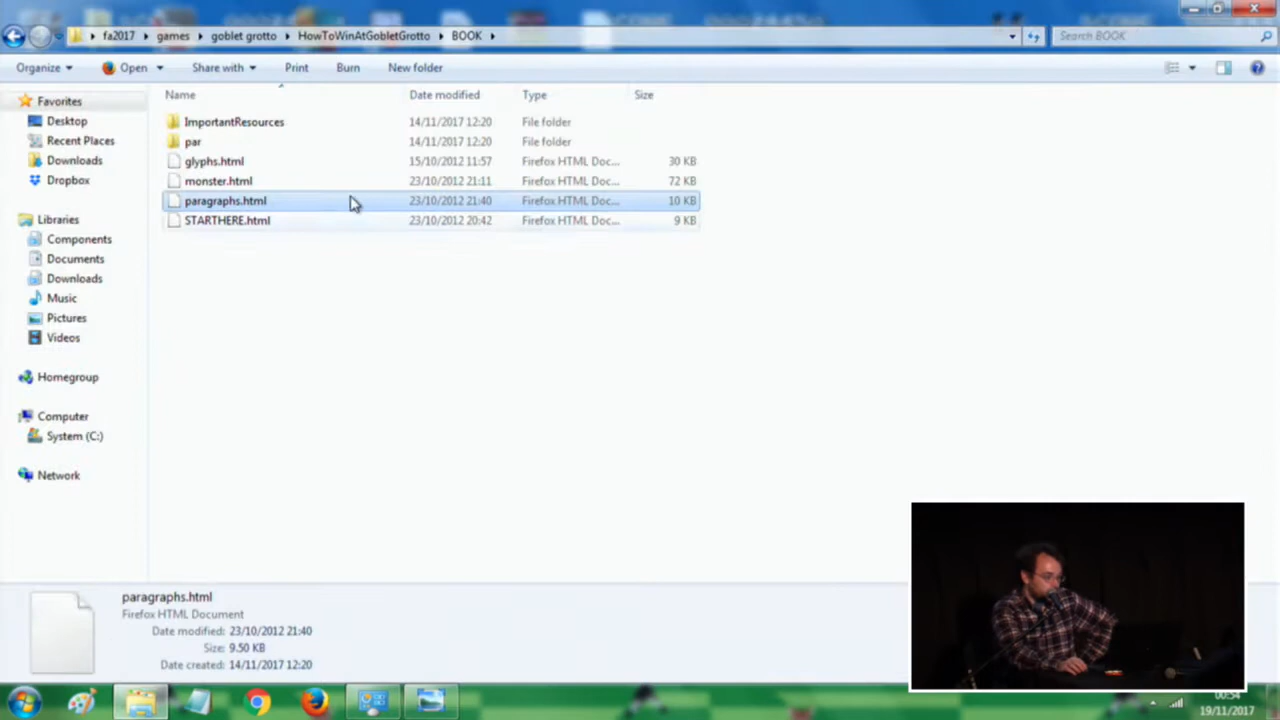 fa2017 games goblet grotto HowToWinAtGobletGrotto BOOK Search BOOK
Organize Open Share with Print Burn New folder
Name Date modified Type Size
Favorites
Desktop
Recent Places
Downloads
Dropbox
Libraries
Components
Documents
Downloads
Music
Pictures
Videos
Homegroup
Computer
System (C:)
Network
ImportantResources 14/11/2017 12:20 File folder
par 14/11/2017 12:20 File folder
glyphs.html 15/10/2012 11:57 Firefox HTML Doc... 30 KB
monster.html 23/10/2012 21:11 Firefox HTML Doc... 72 KB
paragraphs.html 23/10/2012 21:40 Firefox HTML Doc... 10 KB
STARTHERE.html 23/10/2012 20:42 Firefox HTML Doc... 9 KB
paragraphs.html
Firefox HTML Document
Date modified: 23/10/2012 21:40
Size: 9.50 KB
Date created: 14/11/2017 12:20
19/11/2017